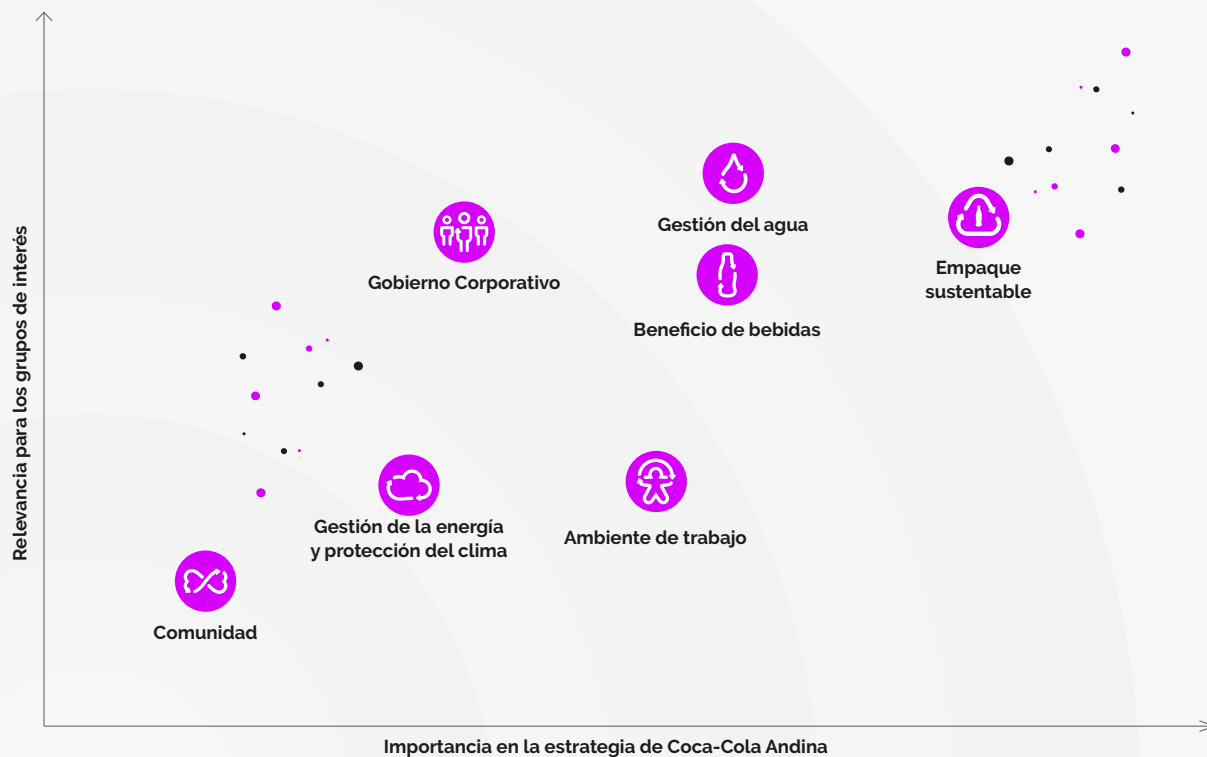 Relevancia para los grupos de interés
Gestión del agua
Gobierno Corporativo
Empaque
sustentable
Beneficio de bebidas
Gestión de la energía
y protección del clima
Ambiente de trabajo
Comunidad
Importancia en la estrategia de Coca-Cola Andina